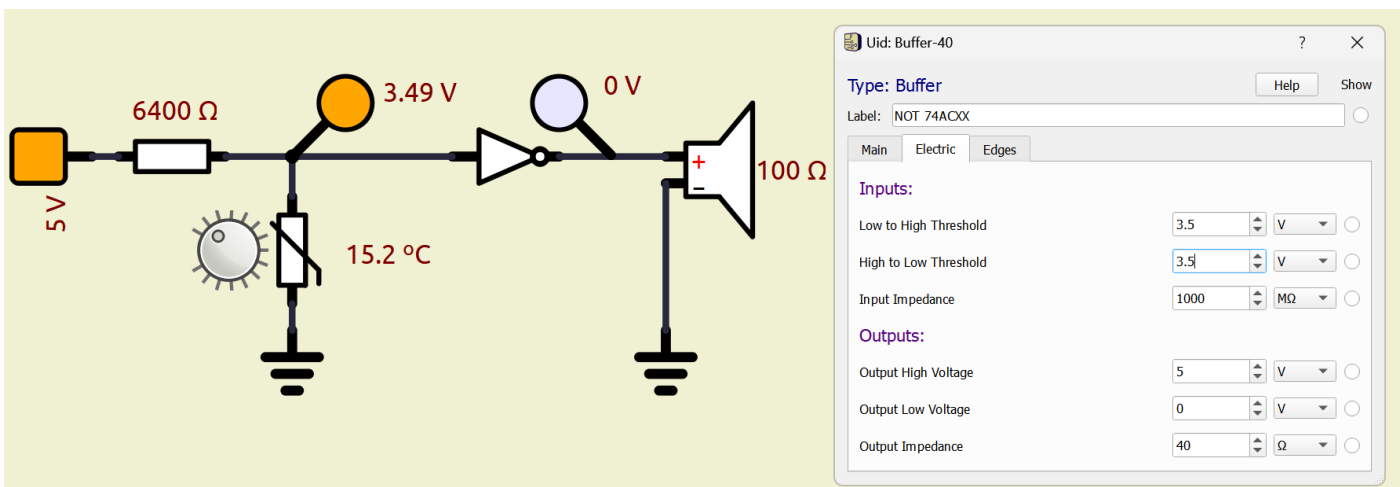 6400 Ω
3.49 V
0 V
5 V
15.2 ºC
+
−
100 Ω
Uid: Buffer-40
?
Type: Buffer
Help
Show
Label:
NOT 74ACXX
Main
Electric
Edges
Inputs:
Low to High Threshold
3.5
V
High to Low Threshold
3.5
V
Input Impedance
1000
MΩ
Outputs:
Output High Voltage
5
V
Output Low Voltage
0
V
Output Impedance
40
Ω